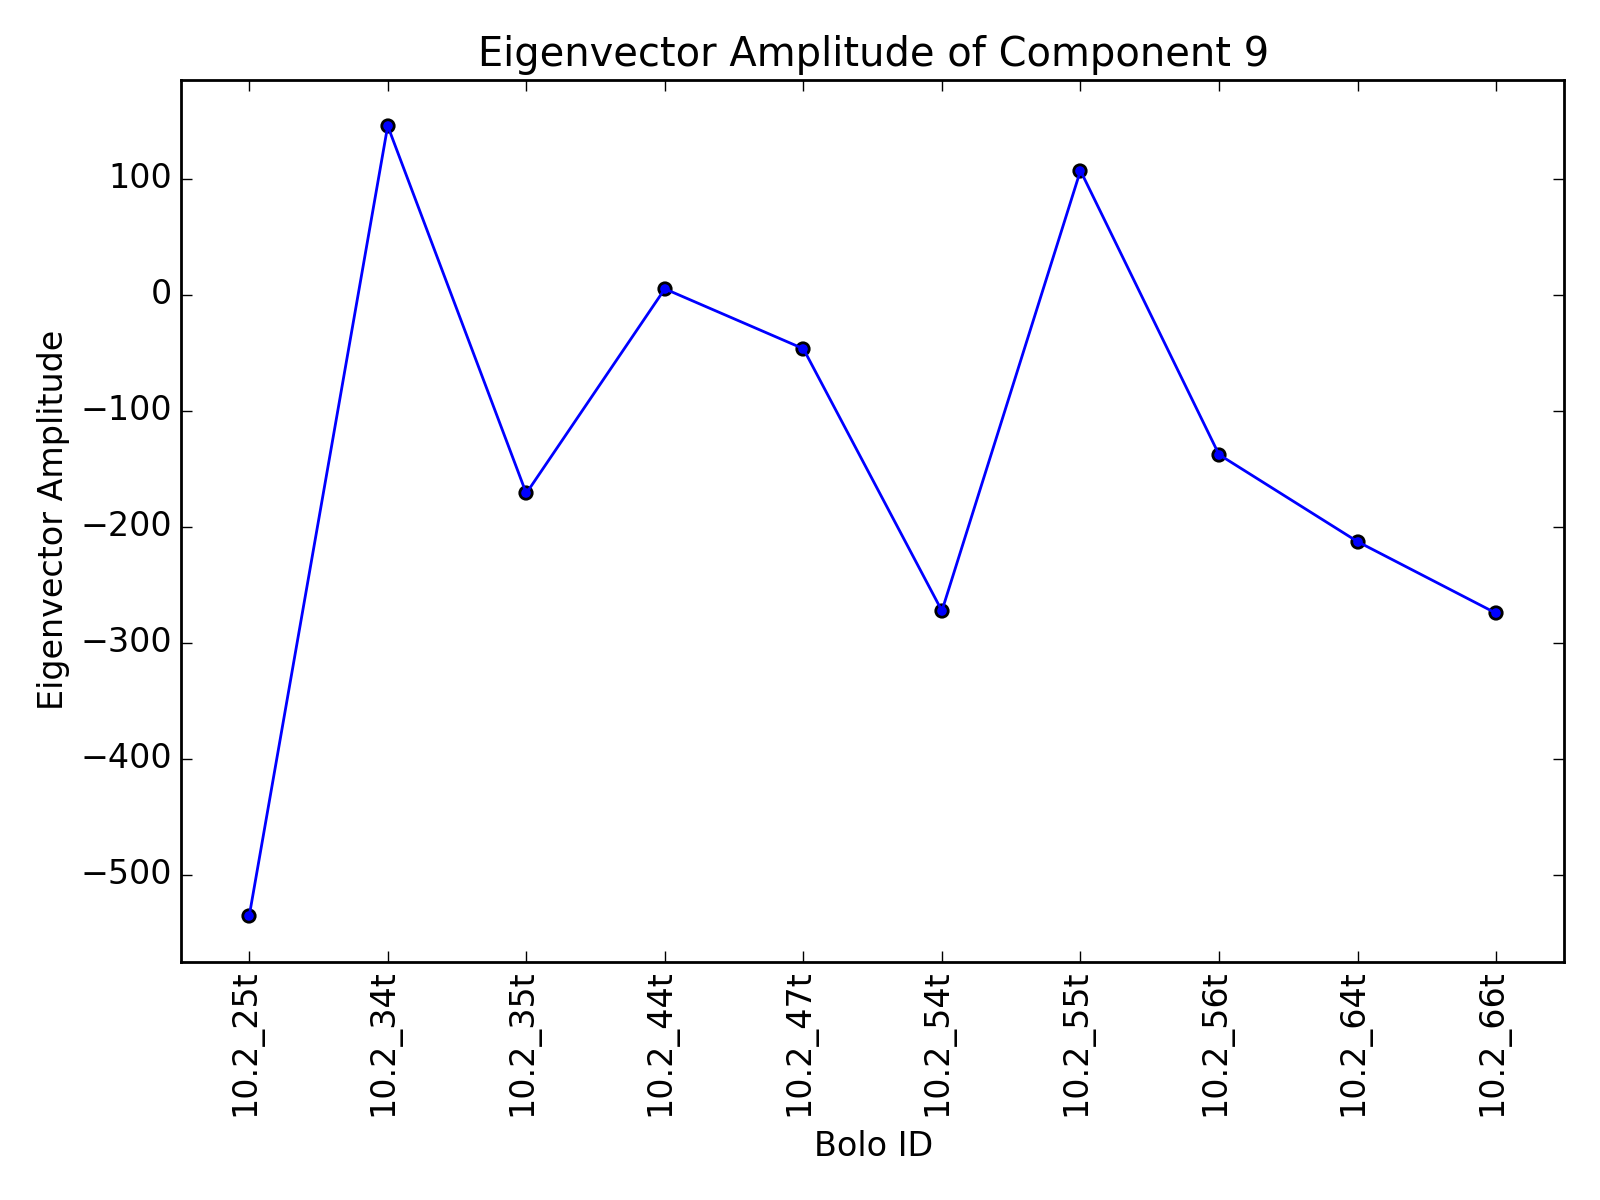 Eigenvector Amplitude of Component 9
Eigenvector Amplitude
100
0
−100
−200
−300
−400
−500
10.2_25t
10.2_34t
10.2_35t
10.2_44t
10.2_47t
10.2_54t
10.2_55t
10.2_56t
10.2_64t
10.2_66t
Bolo ID